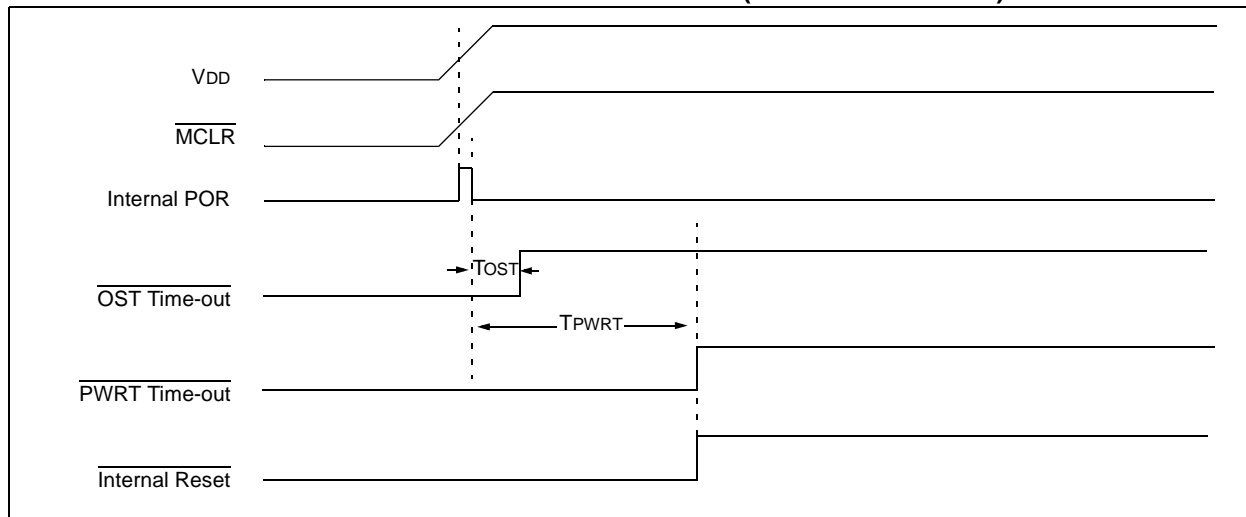 VDD
MCLR
Internal POR
TOST
OST Time-out
TPWRT
PWRT Time-out
Internal Reset